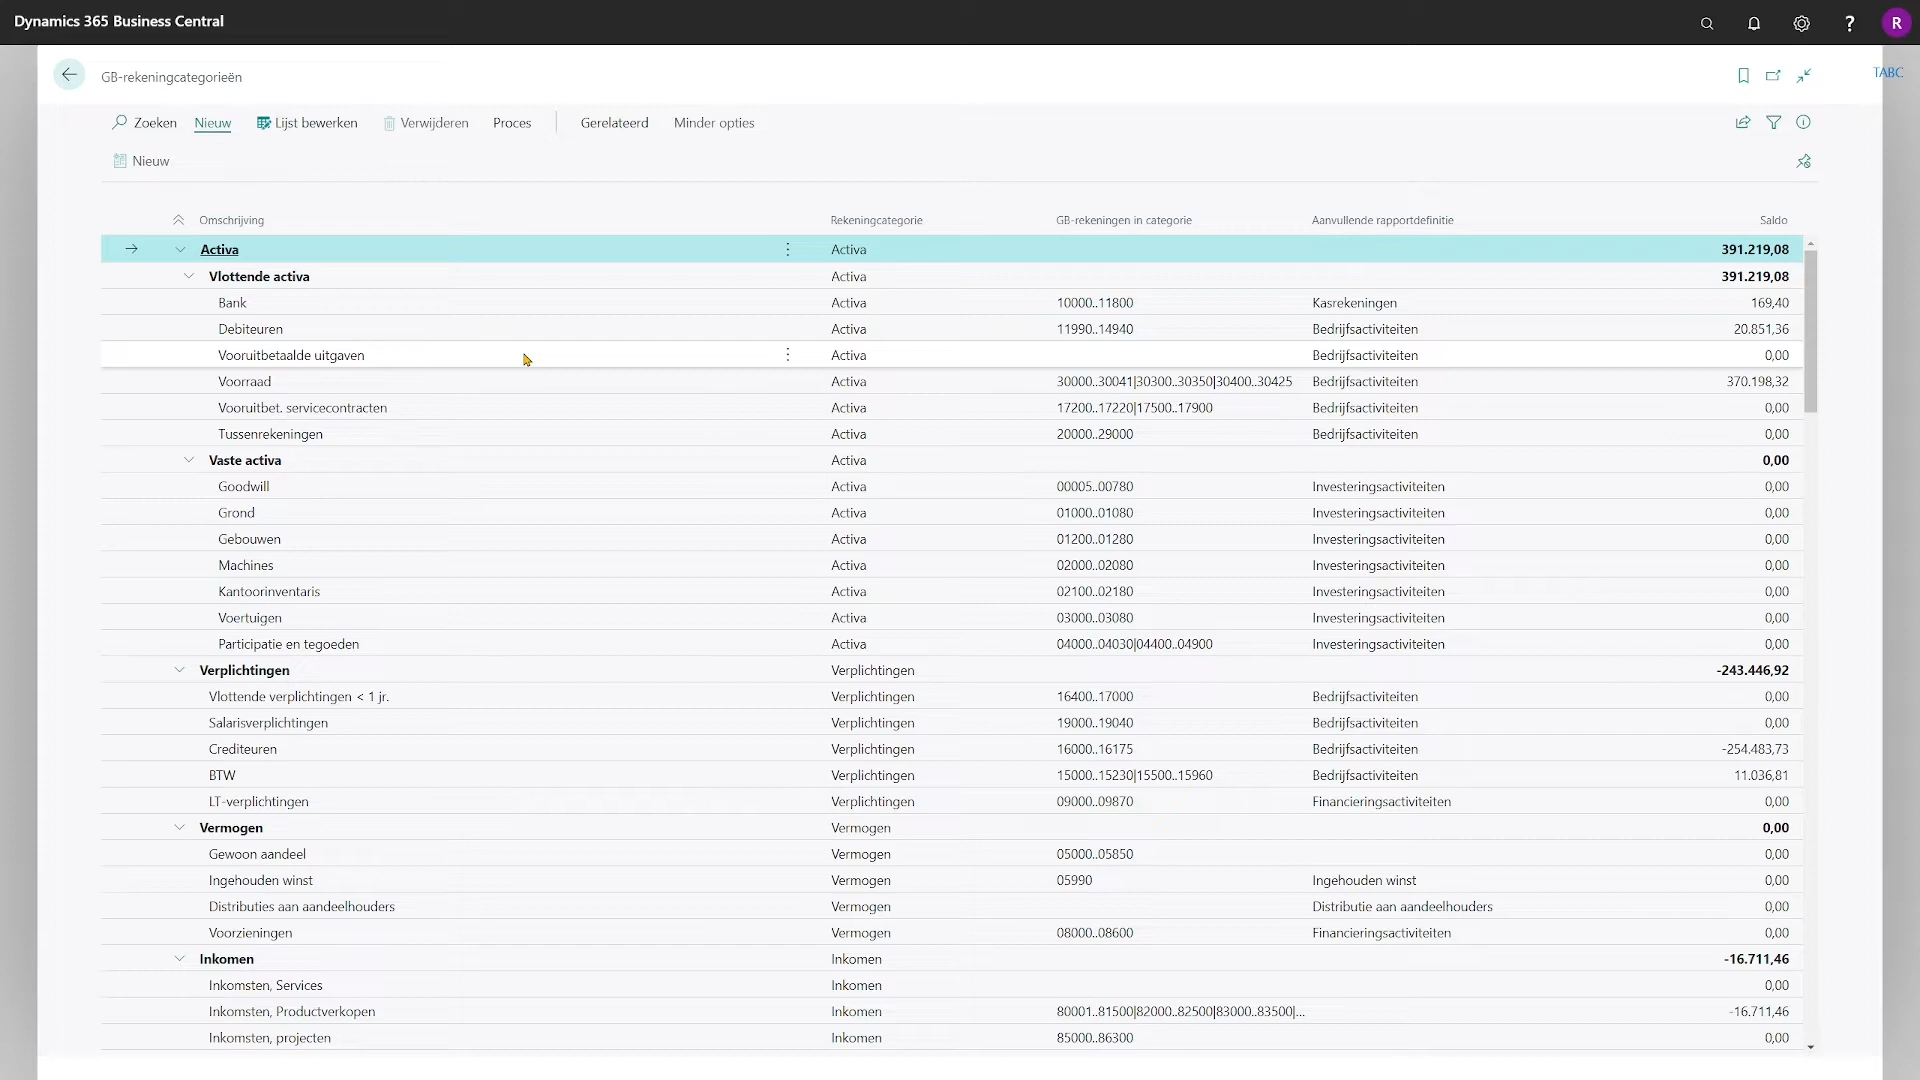 Dynamics 365 Business Central
R
GB-rekeningcategorieën
TABC
Zoeken Nieuw Lijst bewerken Verwijderen Proces Gerelateerd Minder opties
Nieuw
Omschrijving Rekeningcategorie GB-rekeningen in categorie Aanvullende rapportdefinitie Saldo
Activa Activa 391.219,08
Vlottende activa Activa 391.219,08
Bank Activa 10000..11800 Kasrekeningen 169,40
Debiteuren Activa 11990..14940 Bedrijfsactiviteiten 20.851,36
Vooruitbetaalde uitgaven Activa Bedrijfsactiviteiten 0,00
Voorraad Activa 30000..30041|30300..30350|30400..30425 Bedrijfsactiviteiten 370.198,32
Vooruitbet. servicecontracten Activa 17200..17220|17500..17900 Bedrijfsactiviteiten 0,00
Tussenrekeningen Activa 20000..29000 Bedrijfsactiviteiten 0,00
Vaste activa Activa 0,00
Goodwill Activa 00005..00780 Investeringsactiviteiten 0,00
Grond Activa 01000..01080 Investeringsactiviteiten 0,00
Gebouwen Activa 01200..01280 Investeringsactiviteiten 0,00
Machines Activa 02000..02080 Investeringsactiviteiten 0,00
Kantoorinventaris Activa 02100..02180 Investeringsactiviteiten 0,00
Voertuigen Activa 03000..03080 Investeringsactiviteiten 0,00
Participatie en tegoeden Activa 04000..04030|04400..04900 Investeringsactiviteiten 0,00
Verplichtingen Verplichtingen -243.446,92
Vlottende verplichtingen < 1 jr. Verplichtingen 16400..17000 Bedrijfsactiviteiten 0,00
Salarisverplichtingen Verplichtingen 19000..19040 Bedrijfsactiviteiten 0,00
Crediteuren Verplichtingen 16000..16175 Bedrijfsactiviteiten -254.483,73
BTW Verplichtingen 15000..15230|15500..15960 Bedrijfsactiviteiten 11.036,81
LT-verplichtingen Verplichtingen 09000..09870 Financieringsactiviteiten 0,00
Vermogen Vermogen 0,00
Gewoon aandeel Vermogen 05000..05850 0,00
Ingehouden winst Vermogen 05990 Ingehouden winst 0,00
Distributies aan aandeelhouders Vermogen Distributie aan aandeelhouders 0,00
Voorzieningen Vermogen 08000..08600 Financieringsactiviteiten 0,00
Inkomen Inkomen -16.711,46
Inkomsten, Services Inkomen 0,00
Inkomsten, Productverkopen Inkomen 80001..81500|82000..82500|83000..83500|... -16.711,46
Inkomsten, projecten Inkomen 85000..86300 0,00